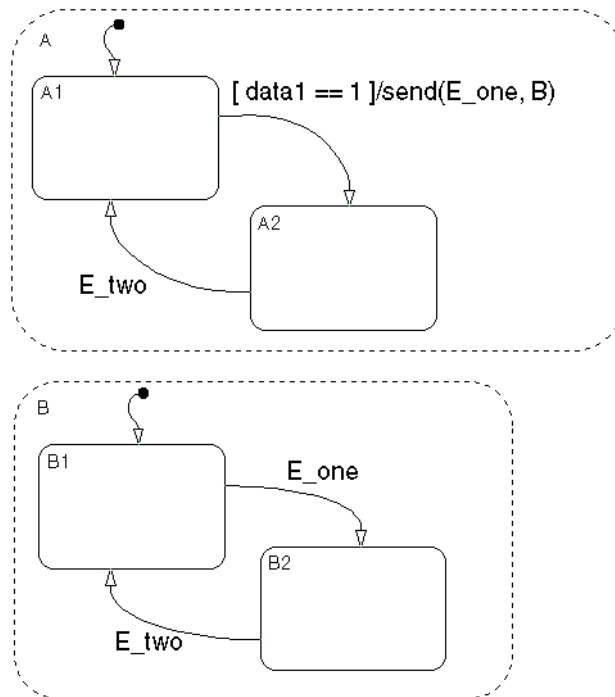 A
A1
[ data1 == 1 ]/send(E_one, B)
A2
E_two
B
B1
E_one
B2
E_two